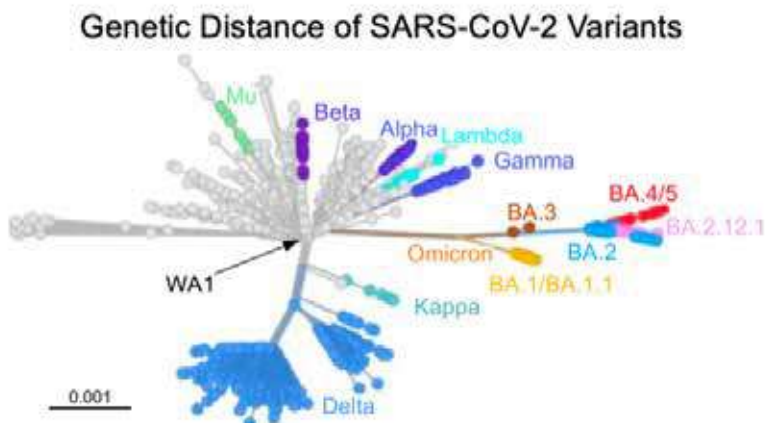 Genetic Distance of SARS-CoV-2 Variants
Mu
Beta
Alpha
Lambda
Gamma
BA.4/5
BA.3
BA.2.12.1
BA.2
Omicron
WA1
BA.1/BA.1.1
Kappa
0.001
Delta